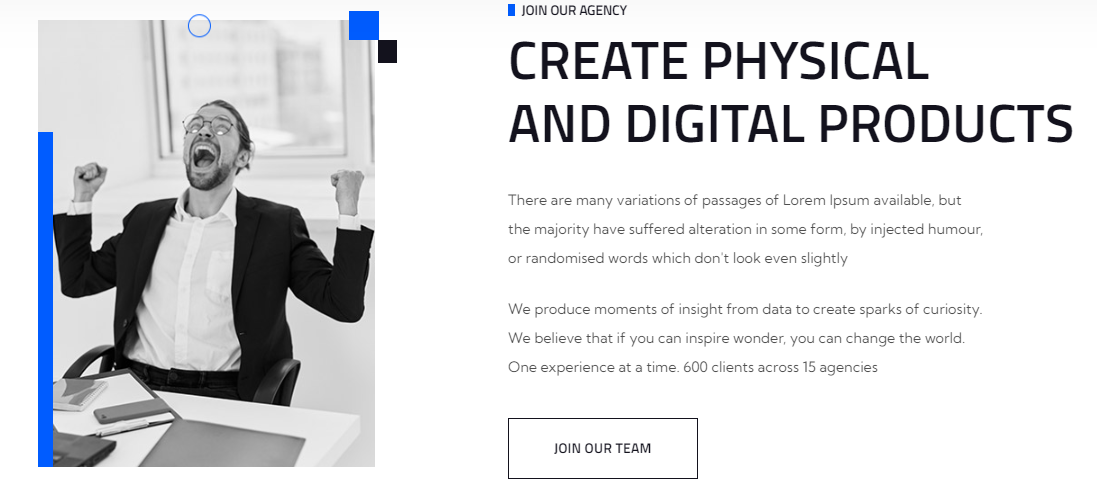 JOIN OUR AGENCY
CREATE PHYSICAL
AND DIGITAL PRODUCTS
There are many variations of passages of Lorem Ipsum available, but
the majority have suffered alteration in some form, by injected humour,
or randomised words which don't look even slightly
We produce moments of insight from data to create sparks of curiosity.
We believe that if you can inspire wonder, you can change the world.
One experience at a time. 600 clients across 15 agencies
JOIN OUR TEAM